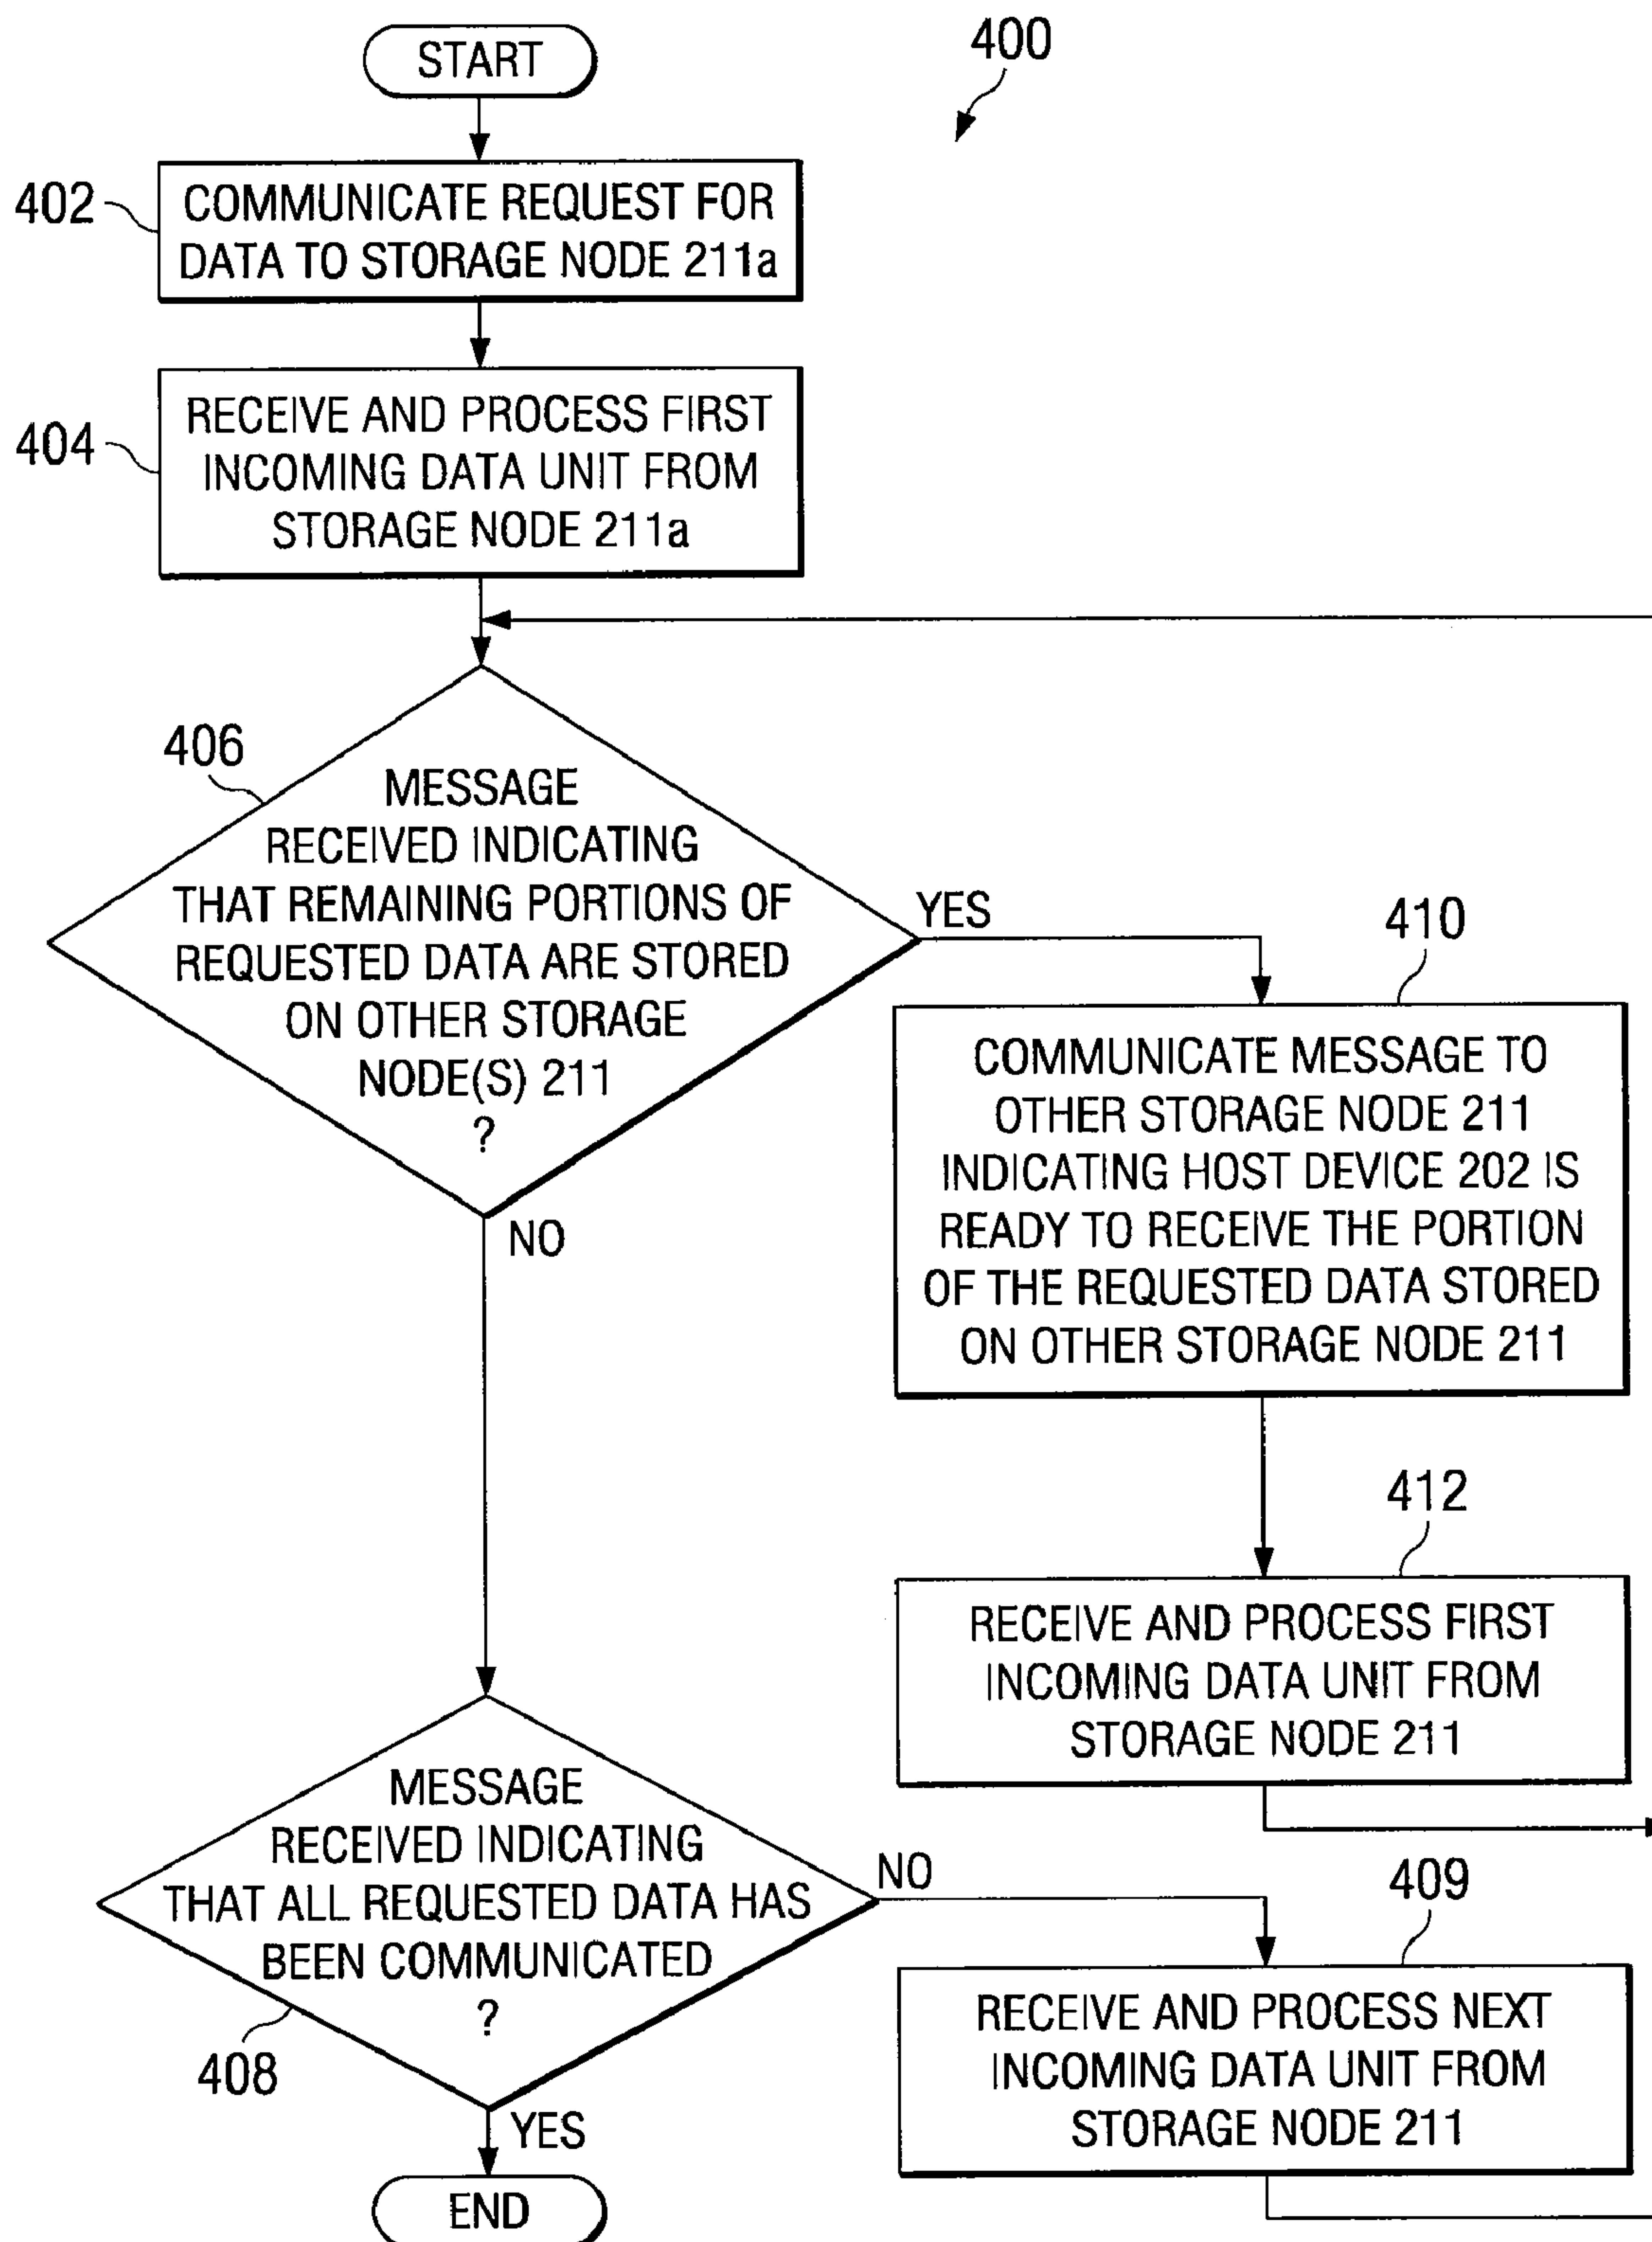 START
400
402
COMMUNICATE REQUEST FOR
DATA TO STORAGE NODE 211a
404
RECEIVE AND PROCESS FIRST
INCOMING DATA UNIT FROM
STORAGE NODE 211a
406
MESSAGE
RECEIVED INDICATING
THAT REMAINING PORTIONS OF
REQUESTED DATA ARE STORED
ON OTHER STORAGE
NODE(S) 211
?
YES
NO
410
COMMUNICATE MESSAGE TO
OTHER STORAGE NODE 211
INDICATING HOST DEVICE 202 IS
READY TO RECEIVE THE PORTION
OF THE REQUESTED DATA STORED
ON OTHER STORAGE NODE 211
412
RECEIVE AND PROCESS FIRST
INCOMING DATA UNIT FROM
STORAGE NODE 211
MESSAGE
RECEIVED INDICATING
THAT ALL REQUESTED DATA HAS
BEEN COMMUNICATED
?
408
NO
409
RECEIVE AND PROCESS NEXT
INCOMING DATA UNIT FROM
STORAGE NODE 211
YES
END